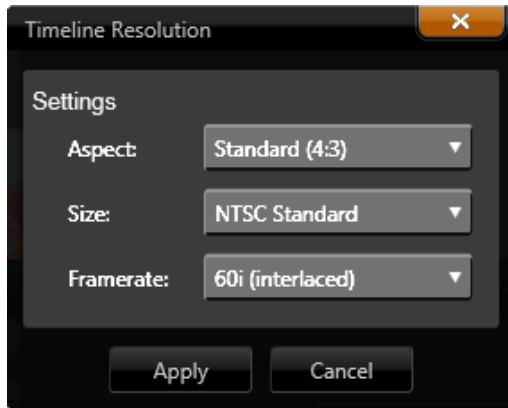 Timeline Resolution
Settings
Aspect: Standard (4:3)
Size: NTSC Standard
Framerate: 60i (interlaced)
Apply Cancel